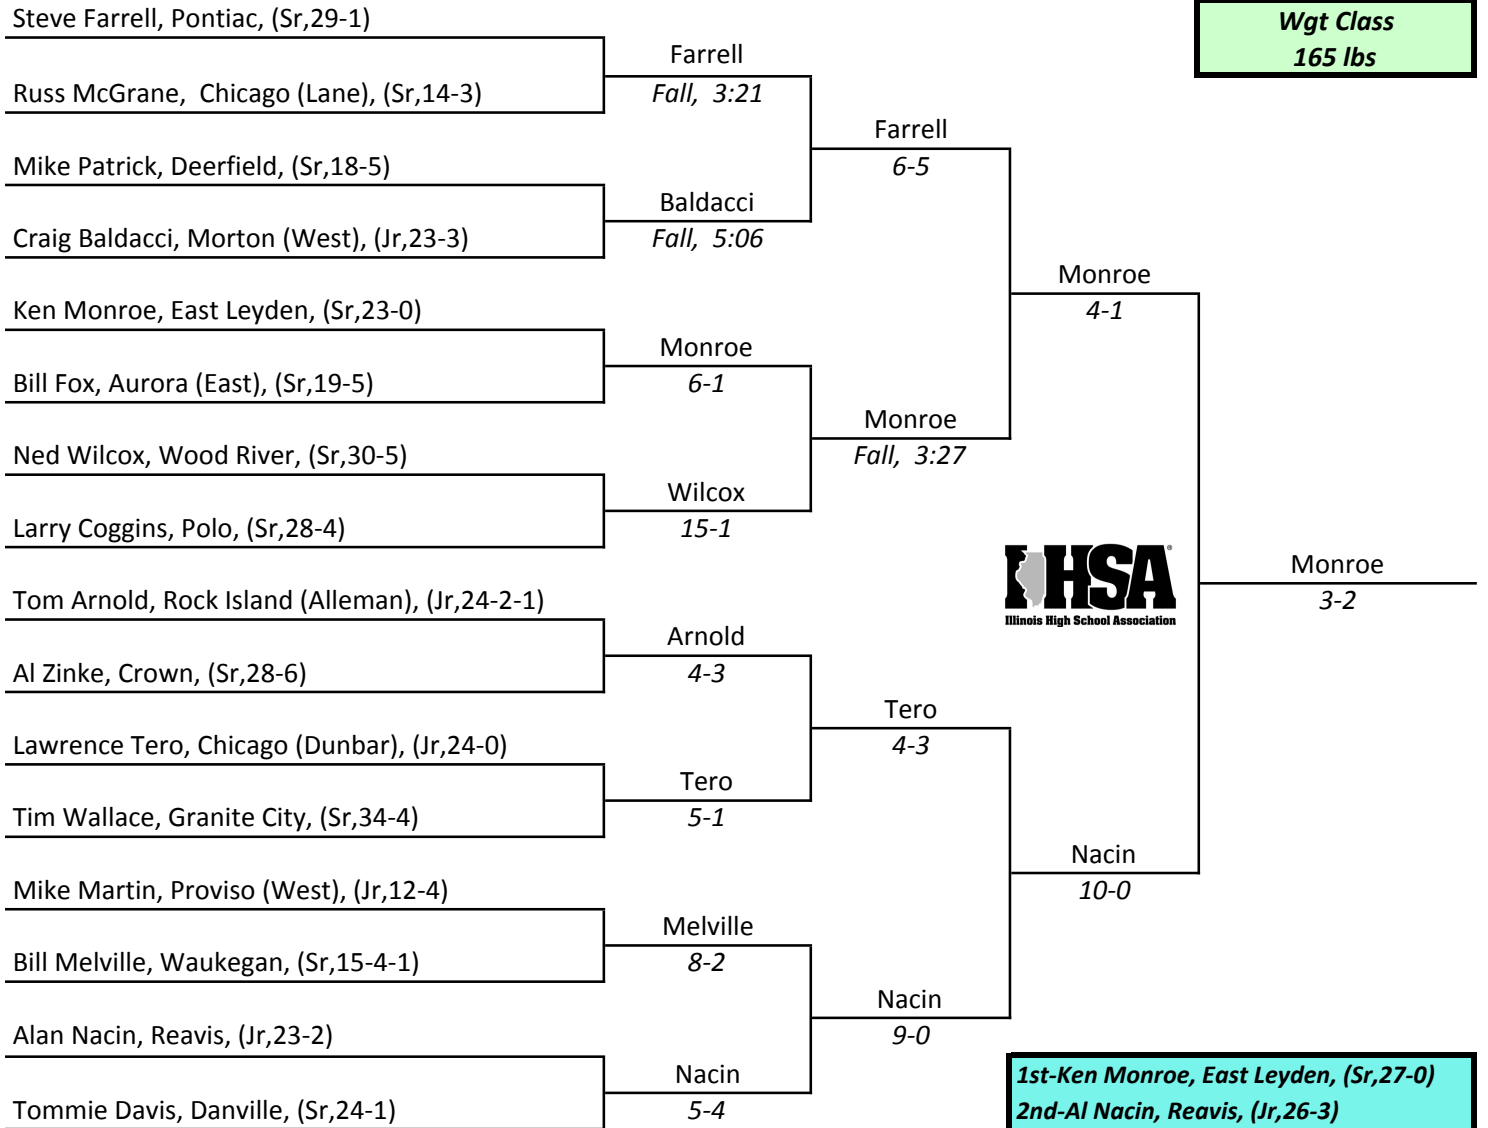 Steve Farrell, Pontiac, (Sr,29-1)
Wgt Class
165 lbs
Farrell
Russ McGrane,  Chicago (Lane), (Sr,14-3)
Fall,  3:21
Farrell
6-5
Mike Patrick, Deerfield, (Sr,18-5)
Baldacci
Craig Baldacci, Morton (West), (Jr,23-3)
Fall,  5:06
Monroe
4-1
Ken Monroe, East Leyden, (Sr,23-0)
Monroe
Bill Fox, Aurora (East), (Sr,19-5)
6-1
Monroe
Fall,  3:27
Ned Wilcox, Wood River, (Sr,30-5)
Wilcox
Larry Coggins, Polo, (Sr,28-4)
15-1
IHSA®
Illinois High School Association
Monroe
3-2
Tom Arnold, Rock Island (Alleman), (Jr,24-2-1)
Arnold
Al Zinke, Crown, (Sr,28-6)
4-3
Tero
4-3
Lawrence Tero, Chicago (Dunbar), (Jr,24-0)
Tero
Tim Wallace, Granite City, (Sr,34-4)
5-1
Nacin
10-0
Mike Martin, Proviso (West), (Jr,12-4)
Melville
Bill Melville, Waukegan, (Sr,15-4-1)
8-2
Nacin
9-0
Alan Nacin, Reavis, (Jr,23-2)
Nacin
Tommie Davis, Danville, (Sr,24-1)
5-4
1st-Ken Monroe, East Leyden, (Sr,27-0)
2nd-Al Nacin, Reavis, (Jr,26-3)